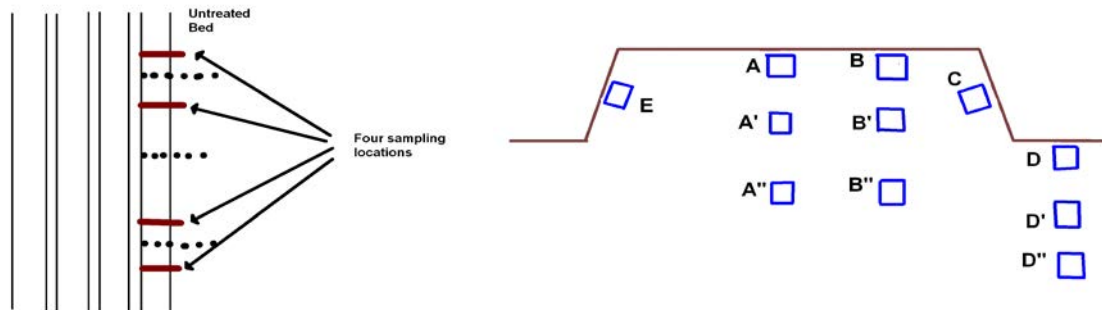 Untreated
Bed
Four sampling
locations
A
B
C
E
A'
B'
D
A"
B"
D'
D"